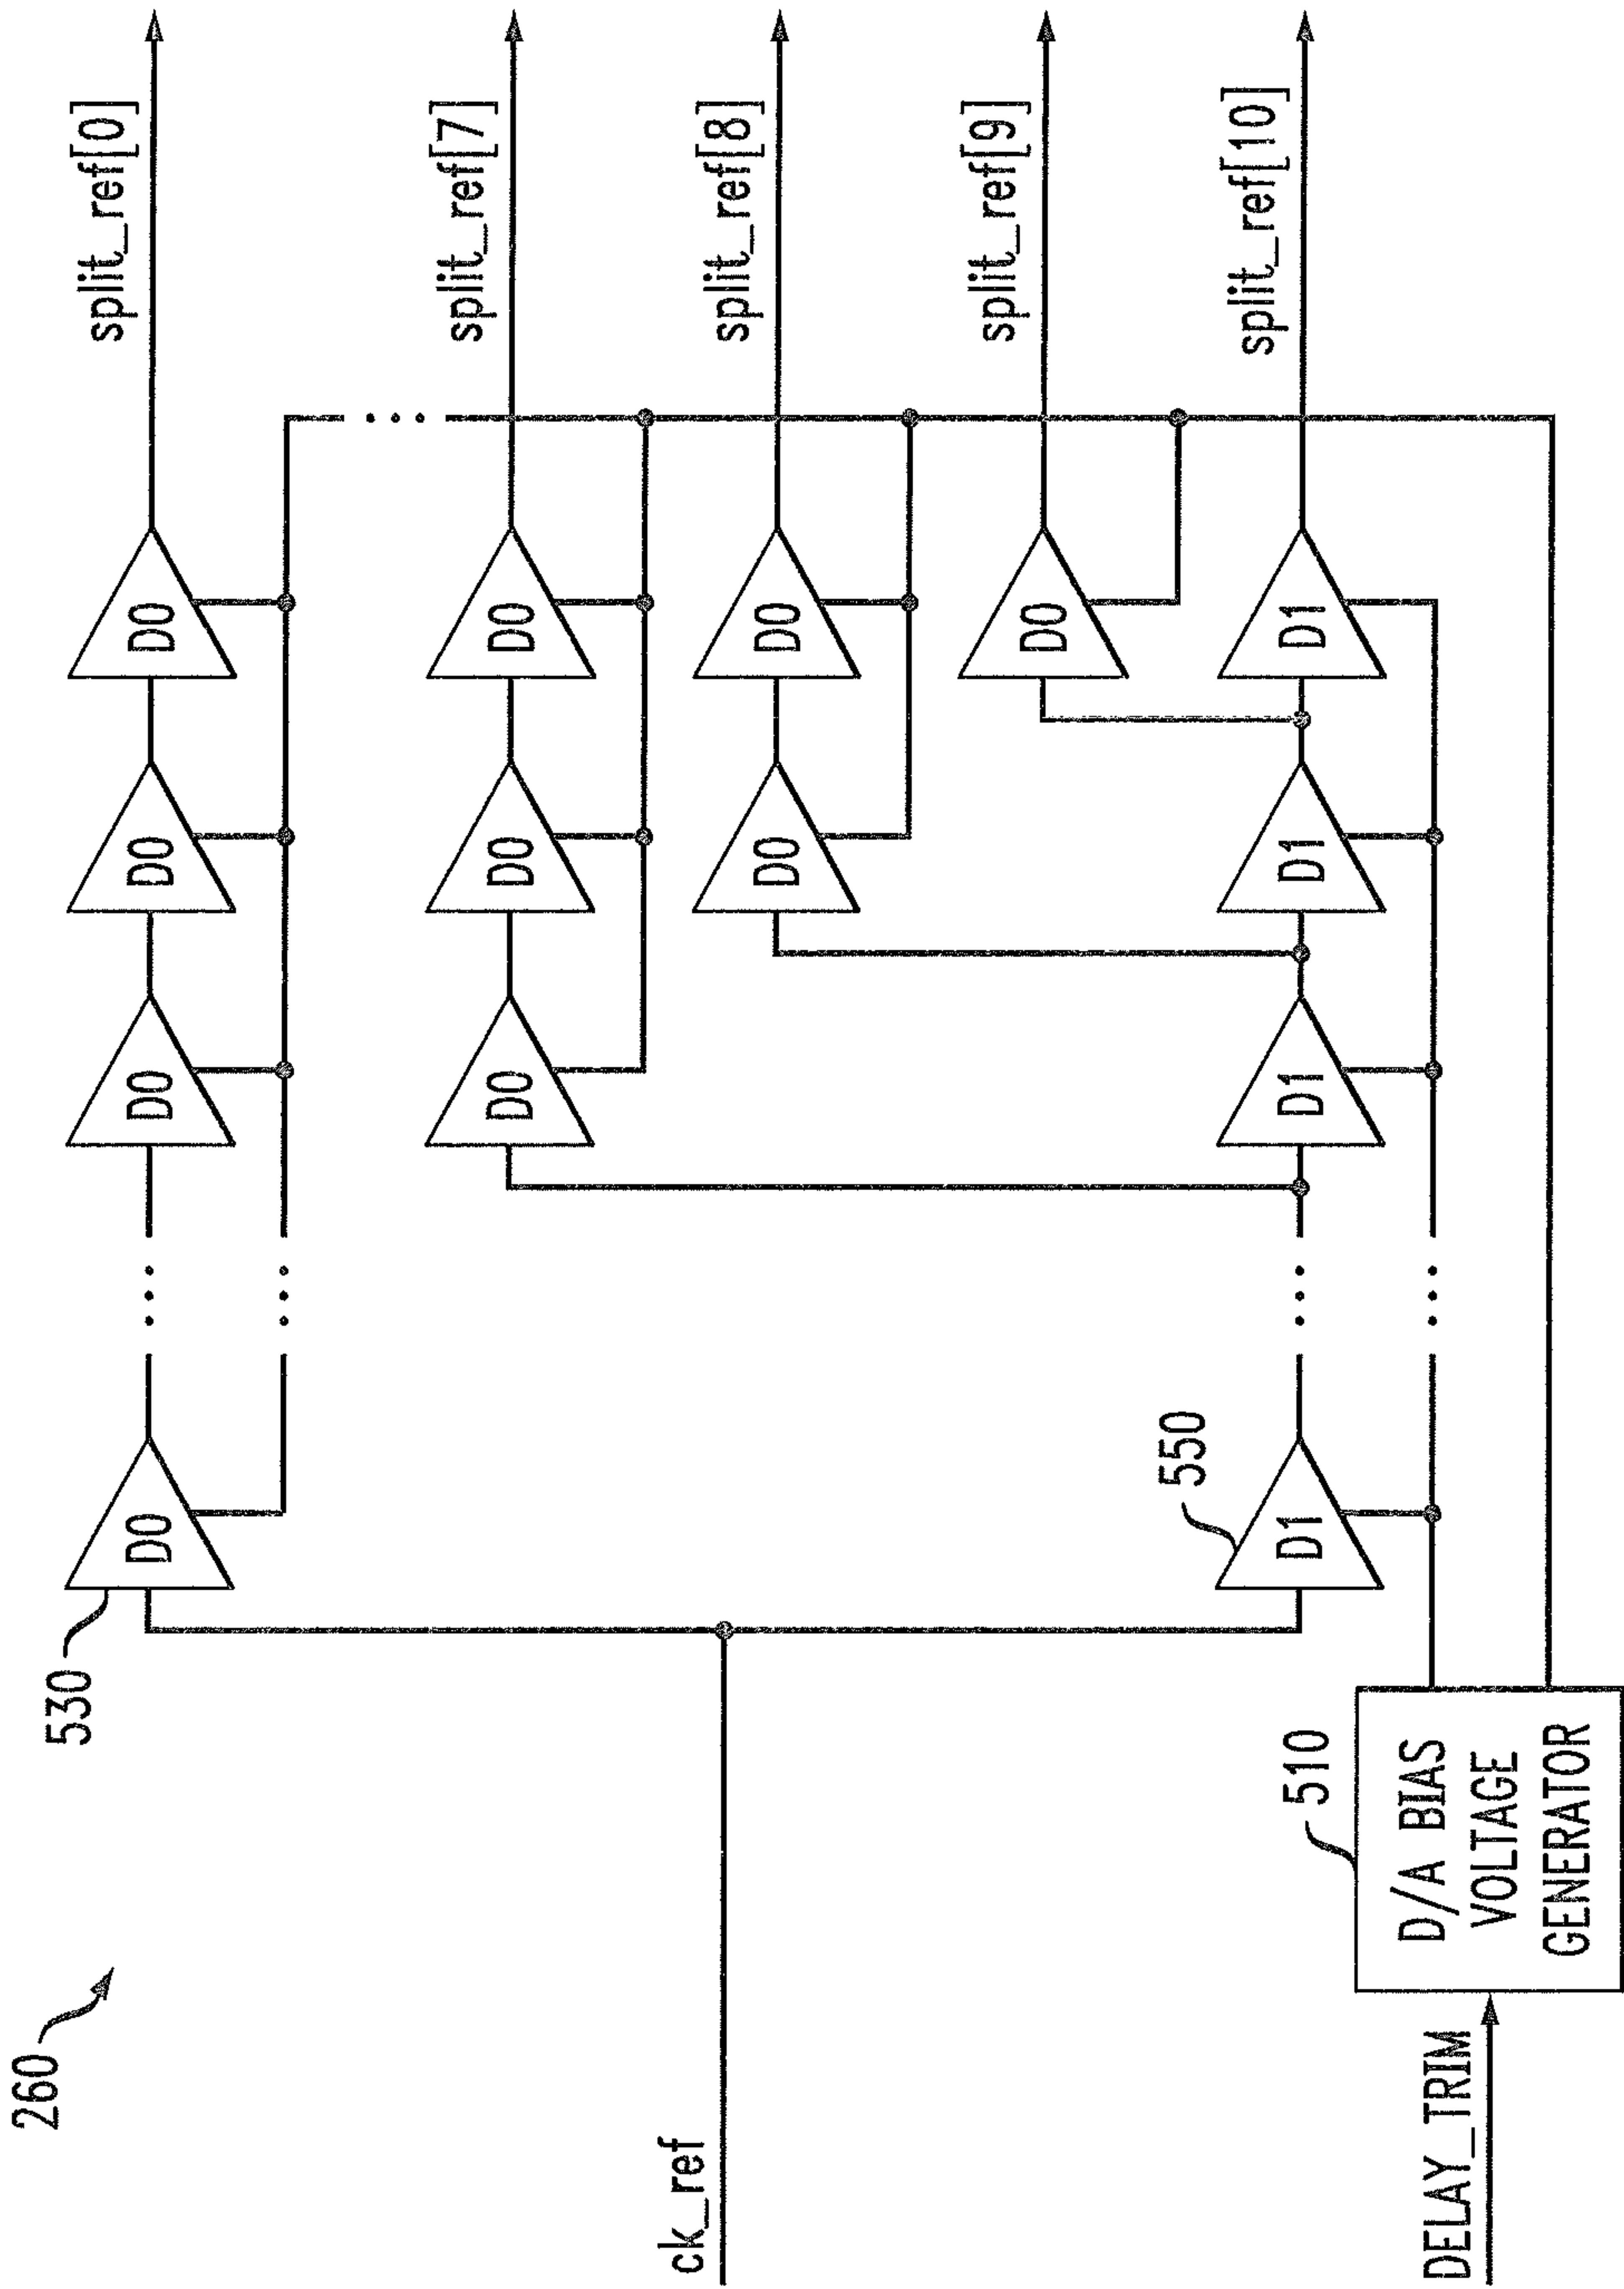 260
530
D0
D0
D0
D0
split_ref[0]
D0
D0
D0
split_ref[7]
D0
D0
split_ref[8]
D0
split_ref[9]
ck_ref
550
D1
D1
D1
D1
split_ref[10]
510
DELAY_TRIM
D/A BIAS
VOLTAGE
GENERATOR